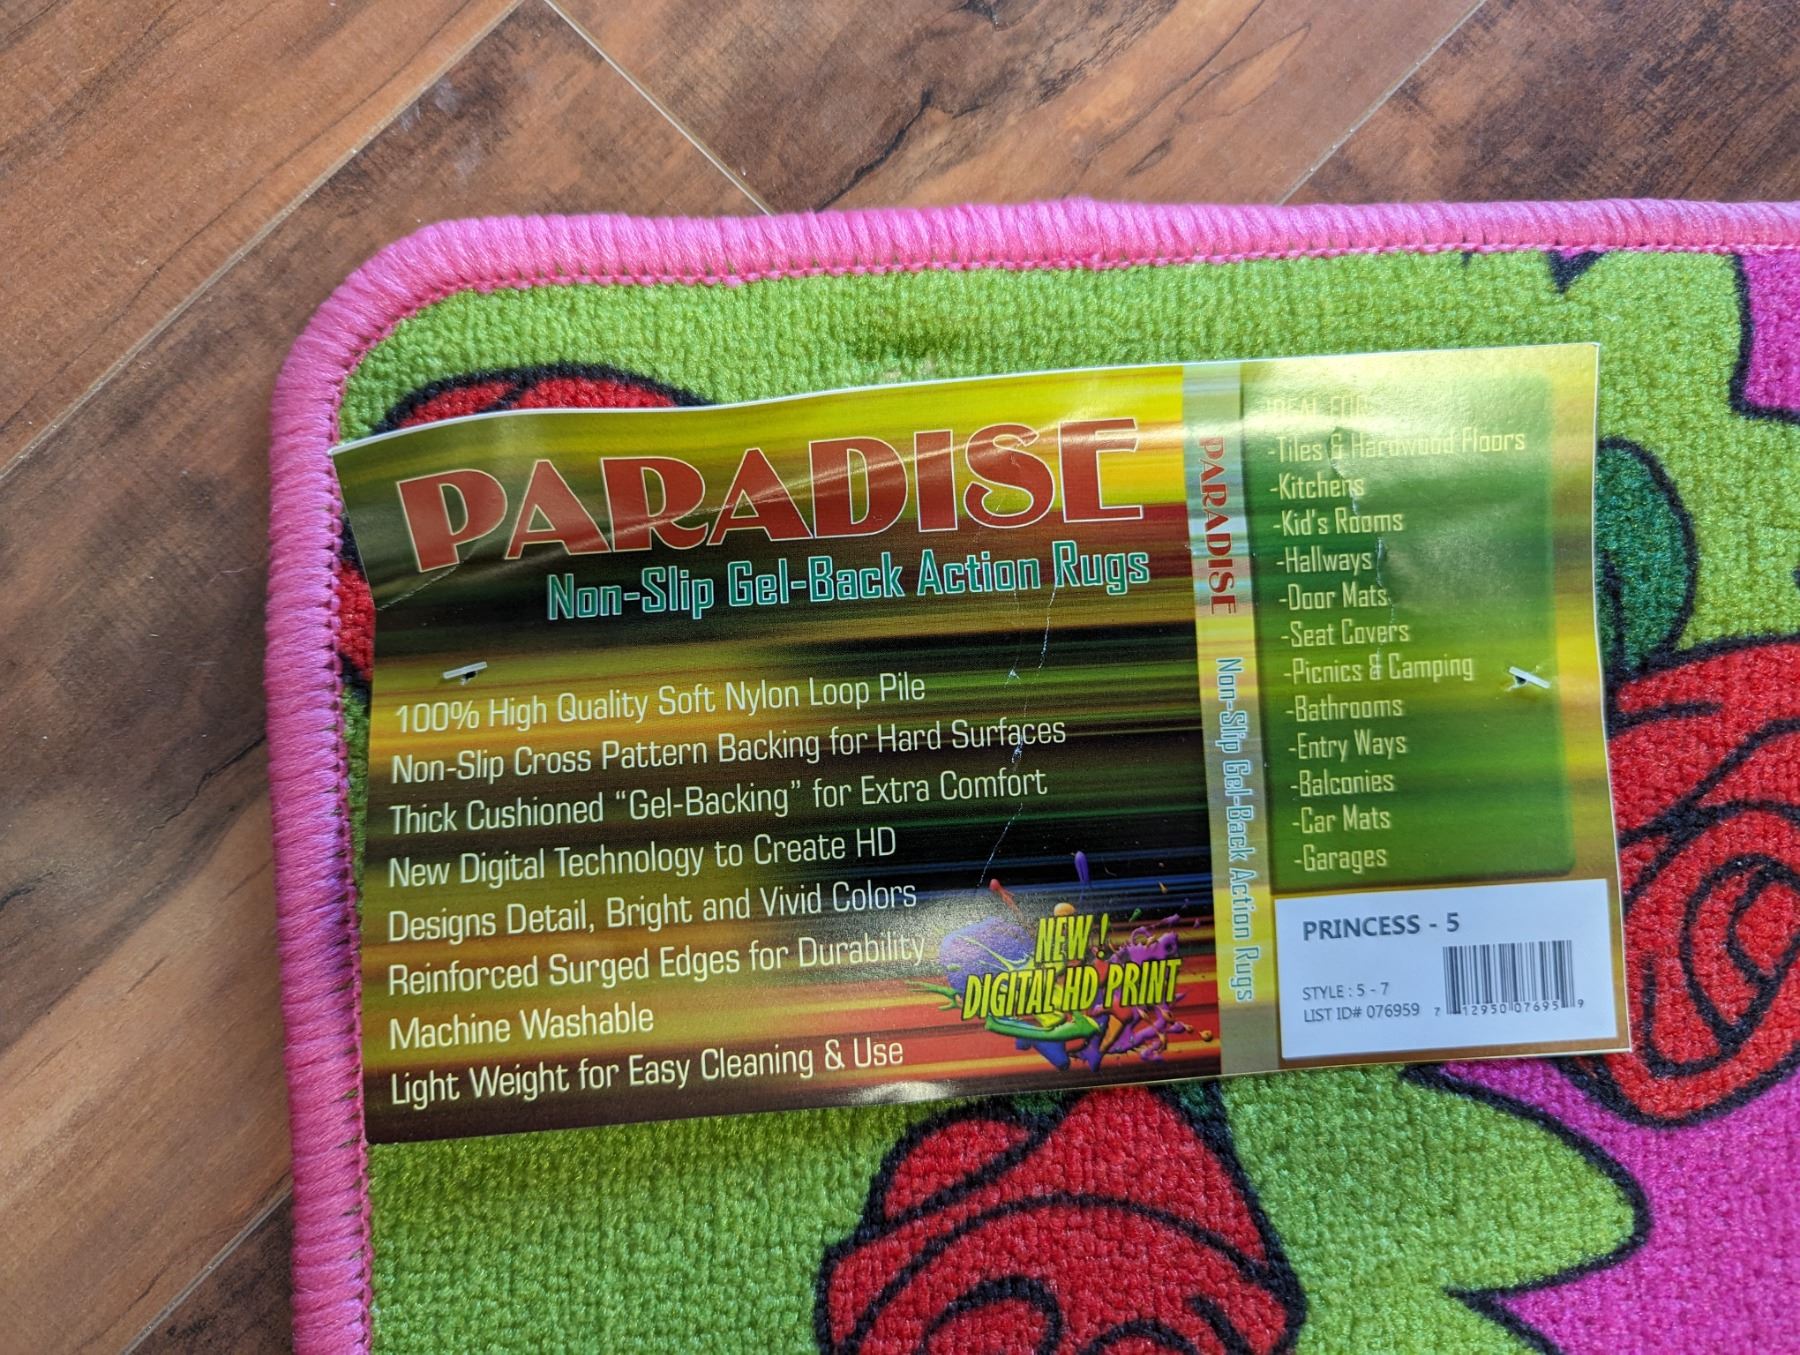 PARADISE
Non-Slip Gel-Back Action Rugs
100% High Quality Soft Nylon Loop Pile
Non-Slip Cross Pattern Backing for Hard Surfaces
Thick Cushioned “Gel-Backing” for Extra Comfort
New Digital Technology to Create HD
Designs Detail, Bright and Vivid Colors
Reinforced Surged Edges for Durability
Machine Washable
Light Weight for Easy Cleaning & Use
NEW !
DIGITAL HD PRINT
PARADISE
Non-Slip Gel-Back Action Rugs
IDEAL FOR
-Tiles & Hardwood Floors
-Kitchens
-Kid's Rooms
-Hallways
-Door Mats
-Seat Covers
-Picnics & Camping
-Bathrooms
-Entry Ways
-Balconies
-Car Mats
-Garages
PRINCESS - 5
STYLE : 5 - 7
LIST ID# 076959
7 12950 07695 9